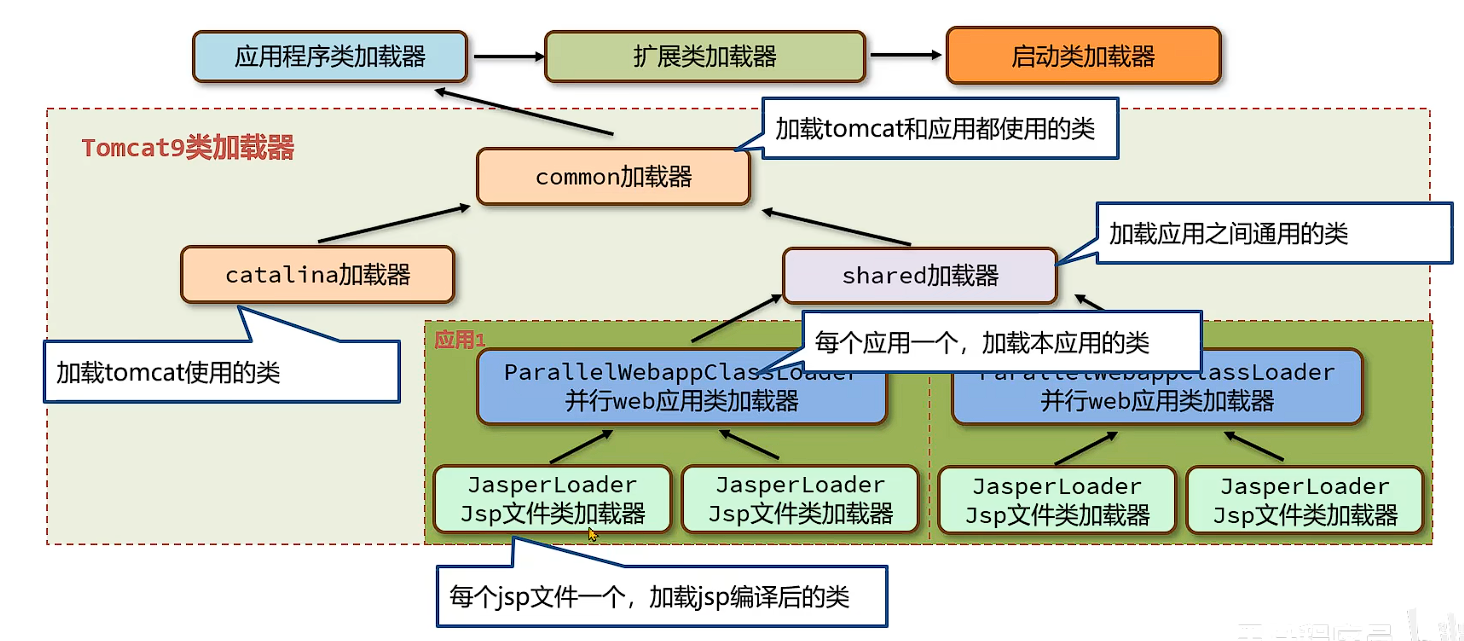 应用程序类加载器
扩展类加载器
启动类加载器
加载tomcat和应用都使用的类
Tomcat9类加载器
common加载器
加载应用之间通用的类
catalina加载器
shared加载器
应用1
每个应用一个，加载本应用的类
加载tomcat使用的类
ParallelWebappClassLoader
并行web应用类加载器
ParallelWebappClassLoader
并行web应用类加载器
JasperLoader
Jsp文件类加载器
JasperLoader
Jsp文件类加载器
JasperLoader
Jsp文件类加载器
JasperLoader
Jsp文件类加载器
每个jsp文件一个，加载jsp编译后的类